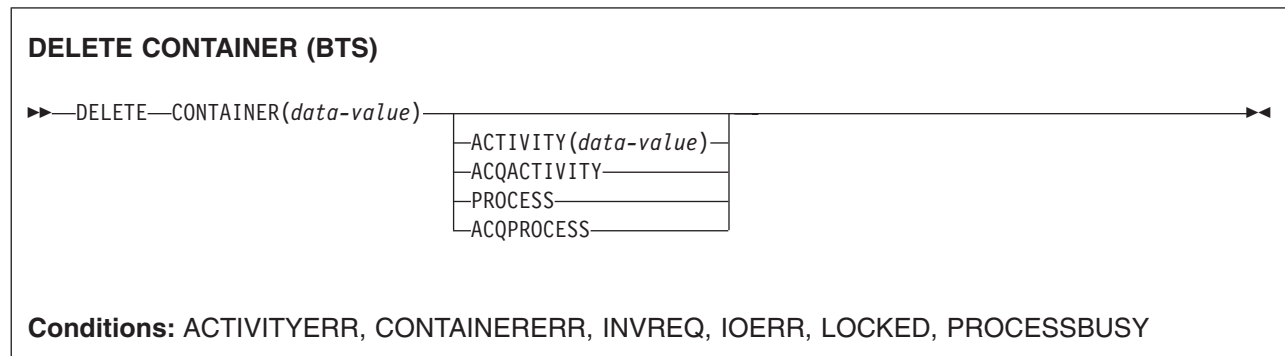 DELETE CONTAINER (BTS)
DELETE CONTAINER(data-value)
ACTIVITY(data-value)
ACQACTIVITY
PROCESS
ACQPROCESS
Conditions: ACTIVITYERR, CONTAINERERR, INVREQ, IOERR, LOCKED, PROCESSBUSY